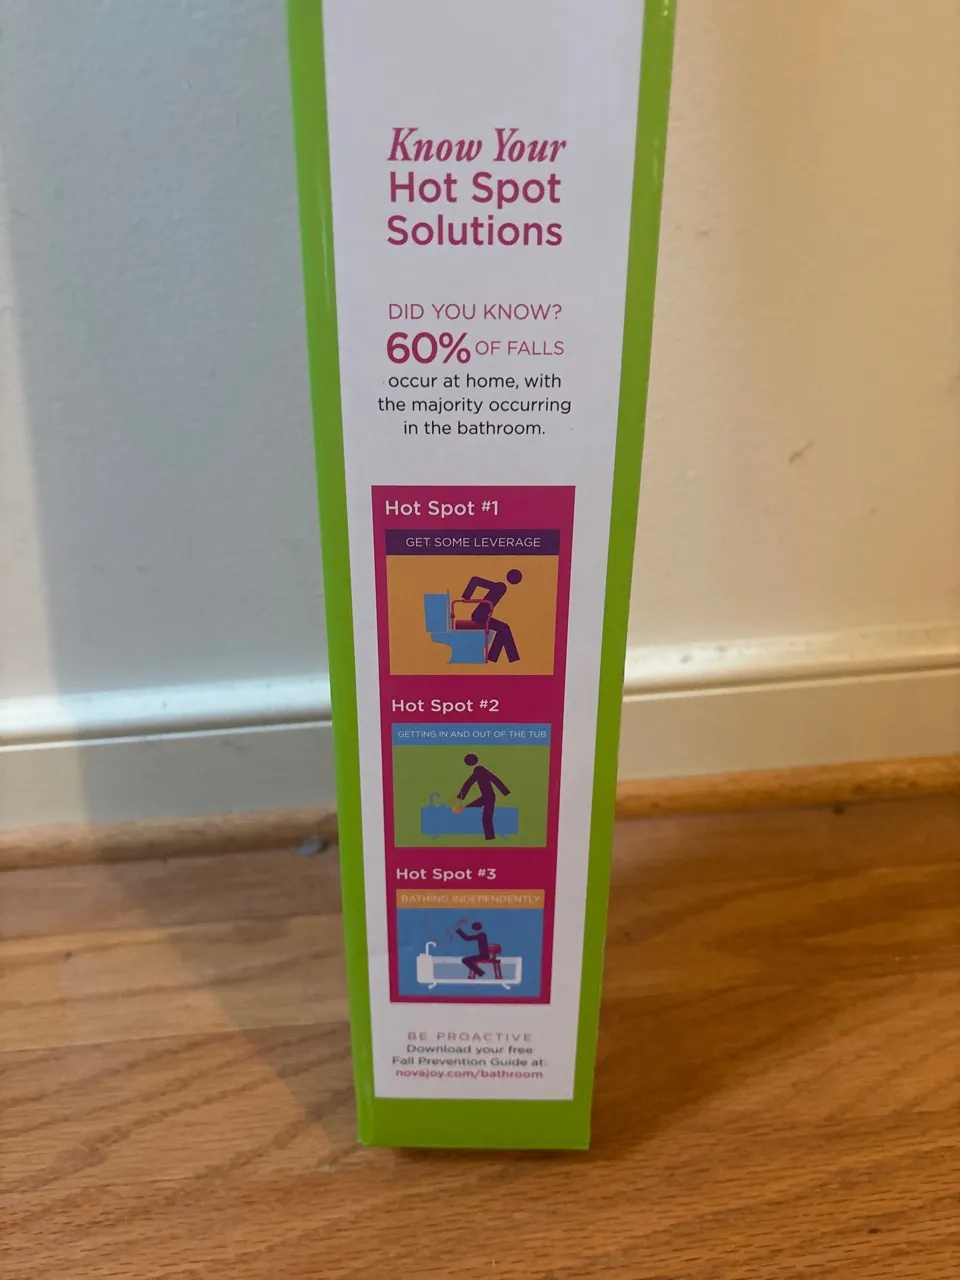 Know Your
Hot Spot
Solutions
DID YOU KNOW?
60% OF FALLS
occur at home, with
the majority occurring
in the bathroom.
Hot Spot #1
GET SOME LEVERAGE
Hot Spot #2
GETTING IN AND OUT OF THE TUB
Hot Spot #3
BATHING INDEPENDENTLY
BE PROACTIVE
Download your free
Fall Prevention Guide at:
novajoy.com/bathroom